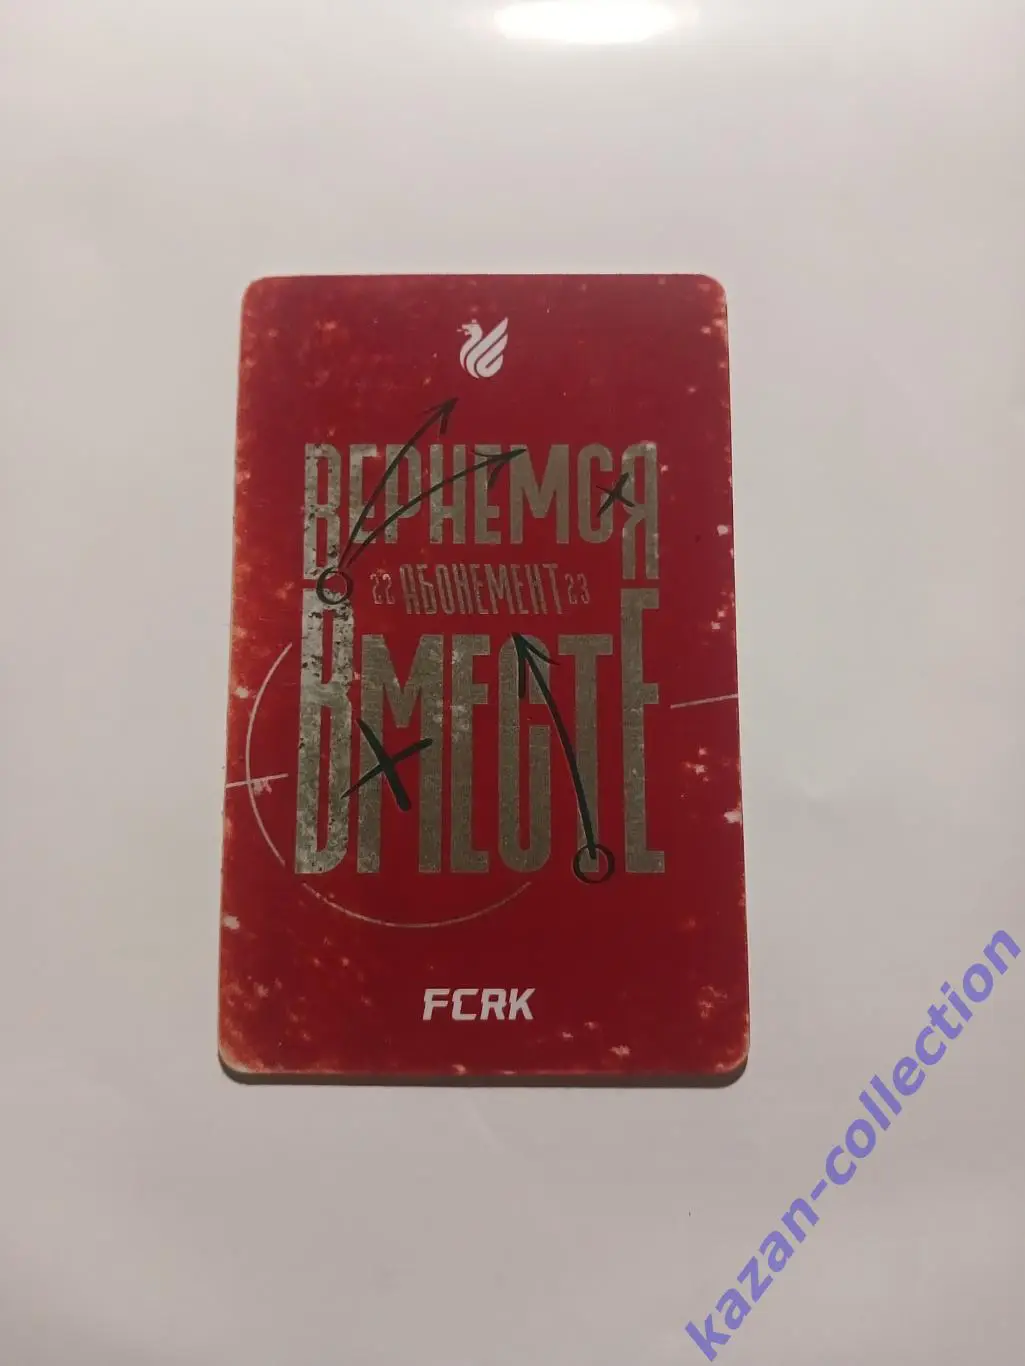 ВЕРНЕМСЯ
22 АБОНЕМЕНТ 23
ВМЕСТЕ
FCRK
kazan-collection